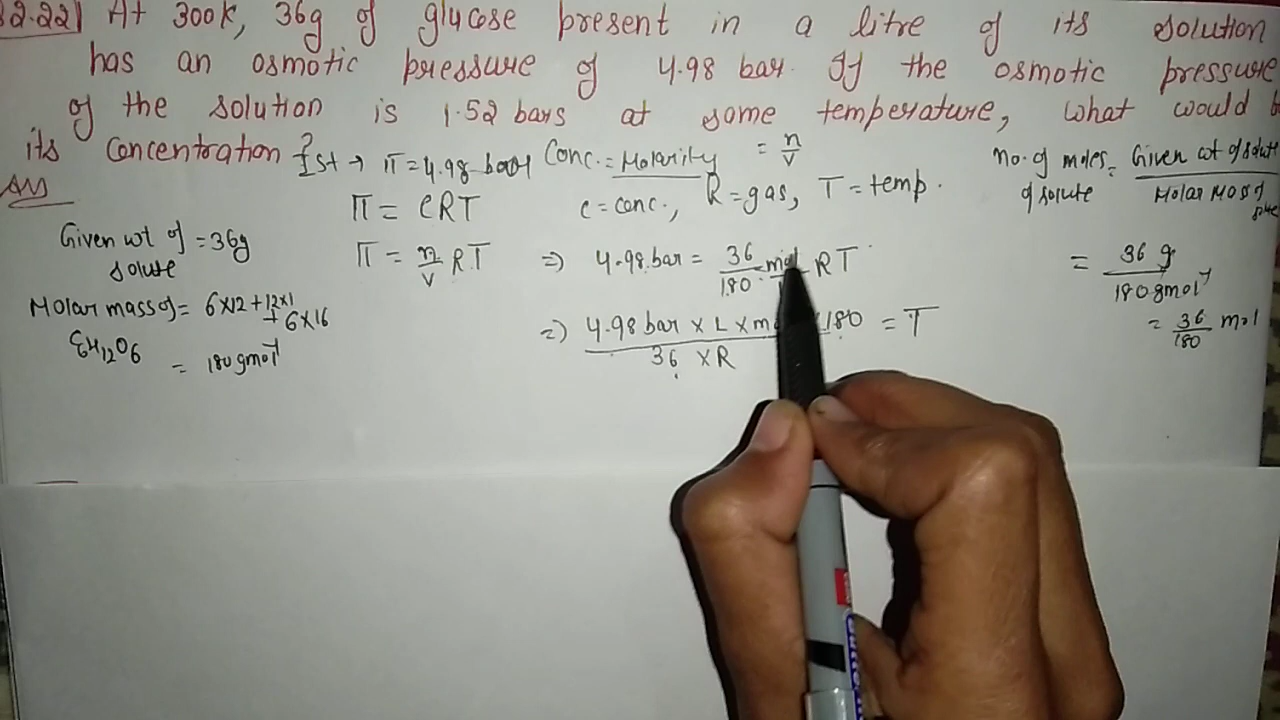 2.22) At 300K, 36g of glucose present in a litre of its solution
has an osmotic pressure of 4.98 bar. If the osmotic pressure
of the solution is 1.52 bars at same temperature, what would
its concentration ?
Ans
Ist → π = 4.98 bar
Conc. = Molarity = n/v
no. of moles of solute = Given wt of solute / Molar Mass of
π = CRT
c = conc., R = gas, T = temp.
Given wt of solute = 36g
π = n/v RT
=) 4.98 bar = 36/180 mol RT
= 36 g / 180 gmol⁻¹
Molar mass of C6H12O6 = 6×12 + 12×1 + 6×16
=) 4.98 bar × L × 180 / 36 × R = T
= 36/180 mol
= 180 gmol⁻¹